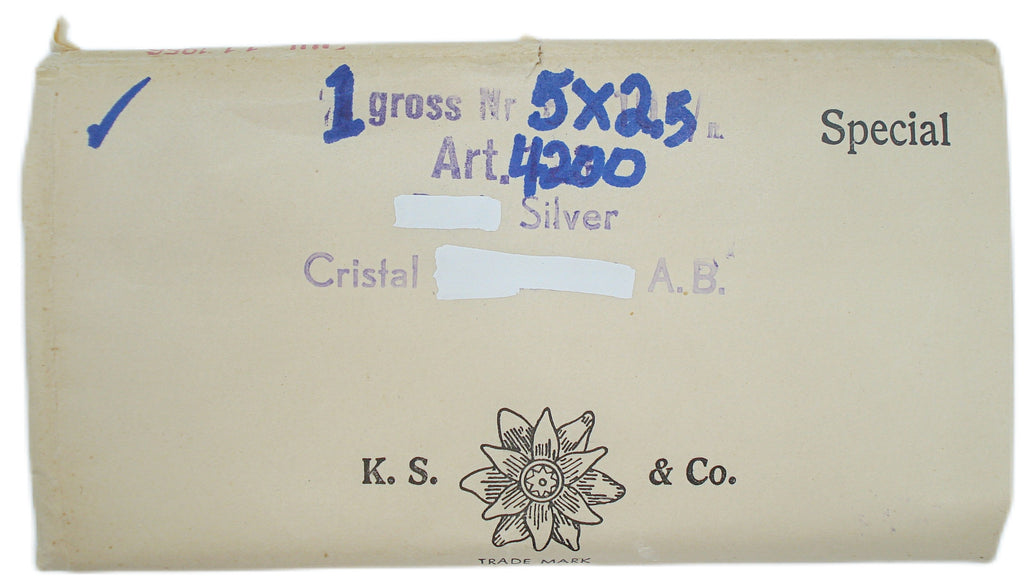 1 gross Nr 5x2.5
Special
Art. 4200
Silver
Cristal A.B.
K. S. & Co.
TRADE MARK